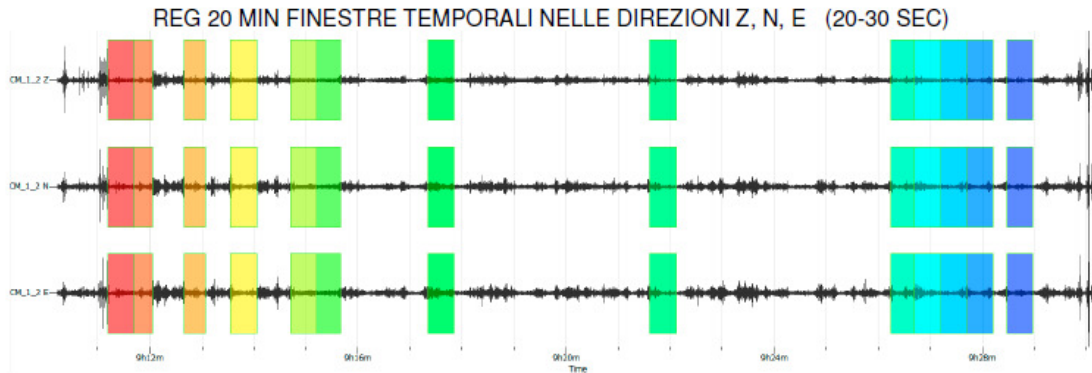 REG 20 MIN FINESTRE TEMPORALI NELLE DIREZIONI Z, N, E (20-30 SEC)
CM_1_2 Z
CM_1_2 N
CM_1_2 E
9h12m 9h16m 9h20m 9h24m 9h28m
Time